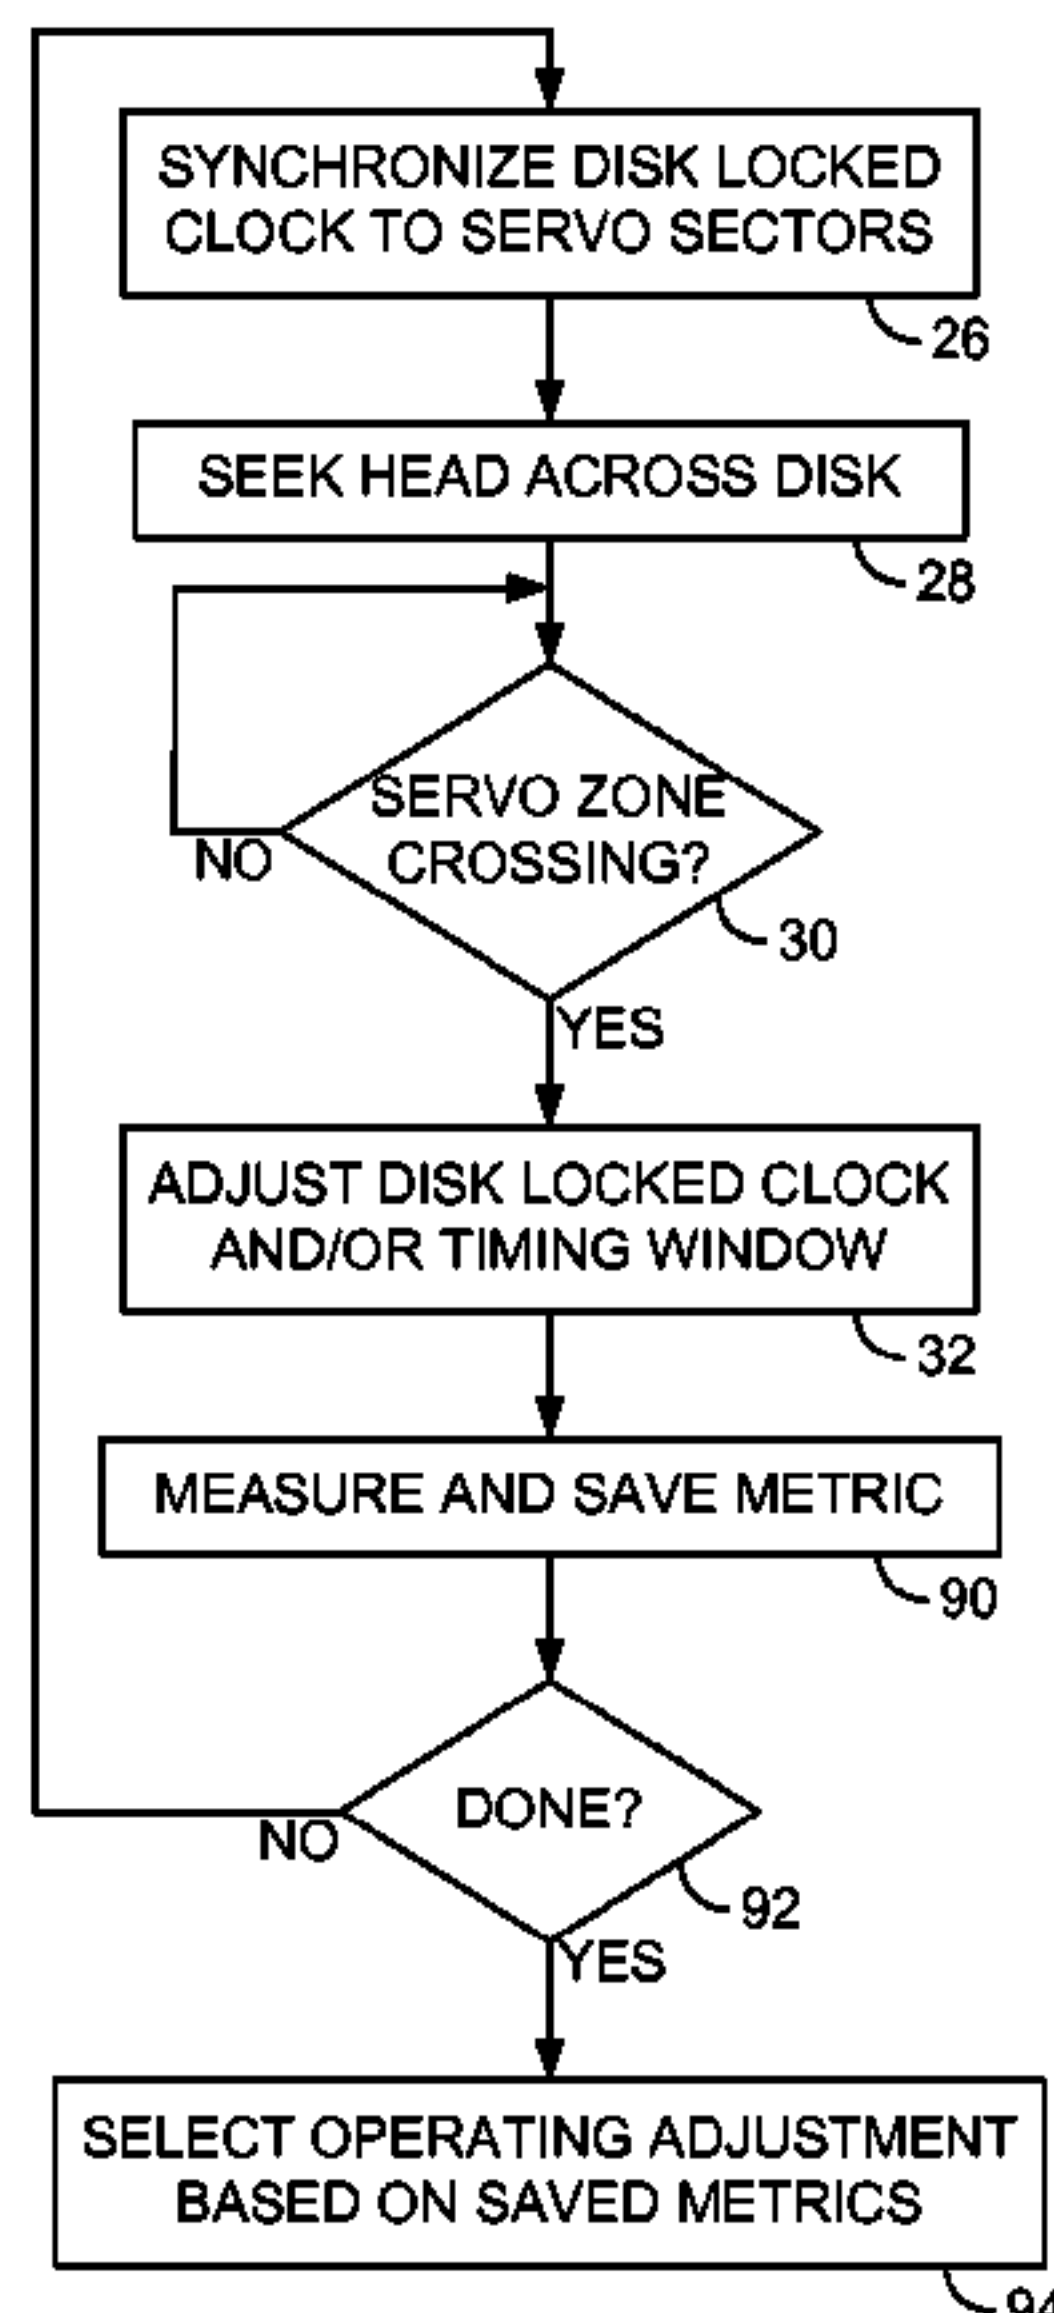 SYNCHRONIZE DISK LOCKED
CLOCK TO SERVO SECTORS
26
SEEK HEAD ACROSS DISK
28
SERVO ZONE
CROSSING?
NO
30
YES
ADJUST DISK LOCKED CLOCK
AND/OR TIMING WINDOW
32
MEASURE AND SAVE METRIC
90
DONE?
NO
92
YES
SELECT OPERATING ADJUSTMENT
BASED ON SAVED METRICS